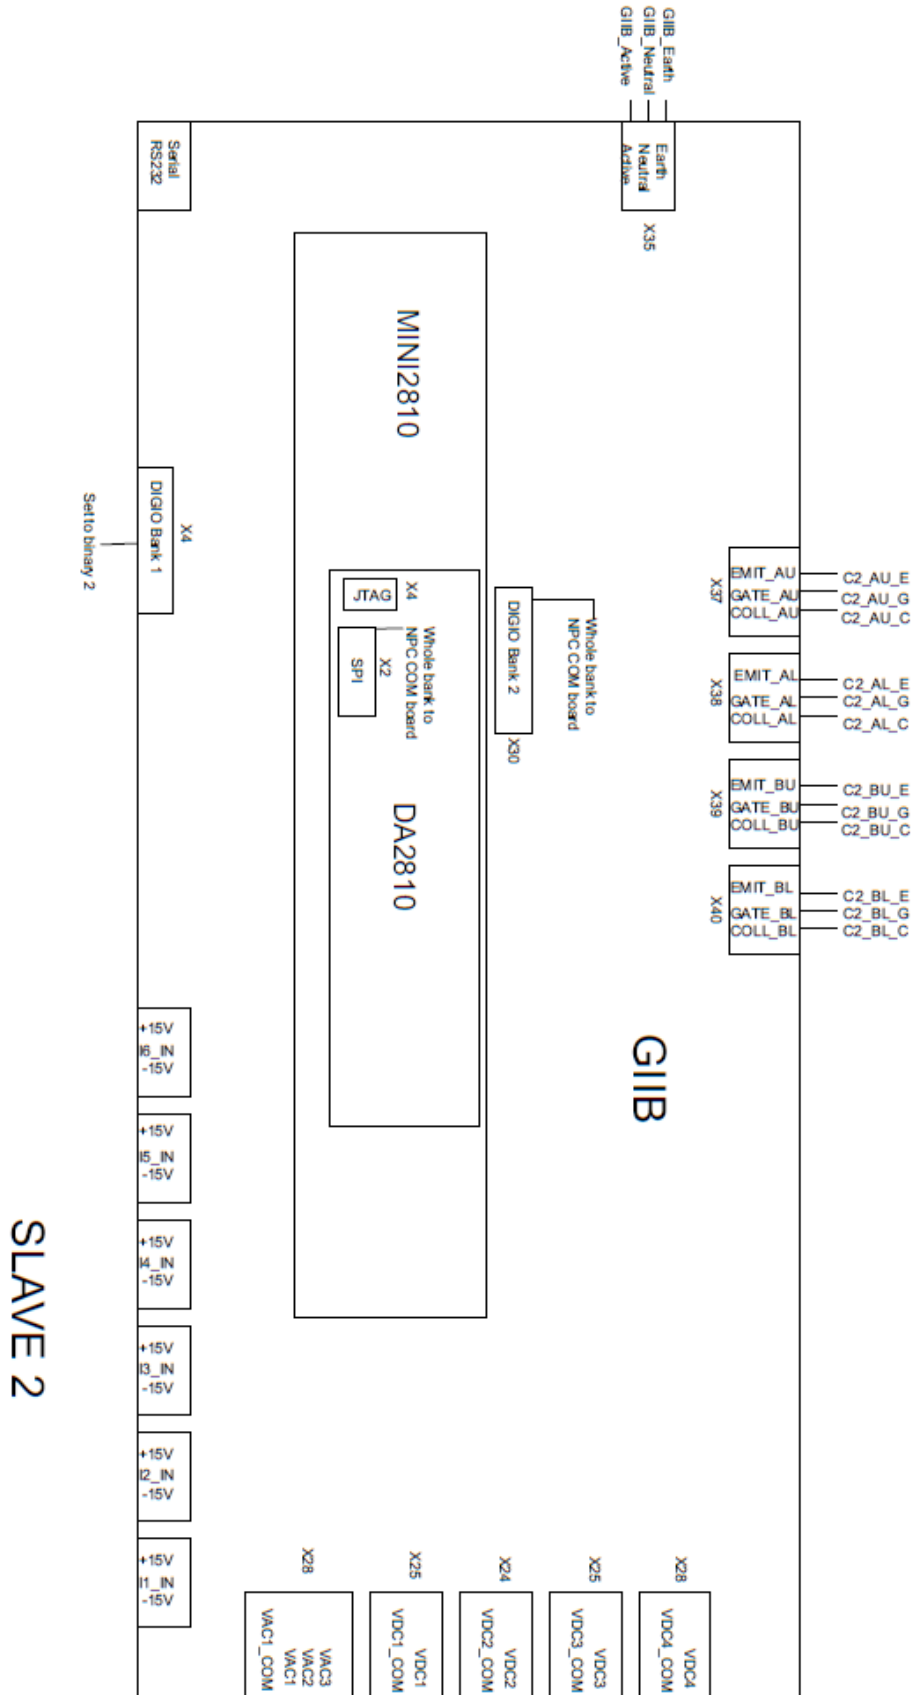 GIIB_Earth
GIIB_Neutral
GIIB_Active
Earth
Neutral
Active
X35
Serial
RS232
MINI2810
X4
DIGIO Bank 1
Set to binary 2
X4
JTAG
Whole bank to
NPC COM board
X2
SPI
DIGIO Bank 2
Whole bank to
NPC COM board
X30
DA2810
EMIT_AU
GATE_AU
COLL_AU
X37
C2_AU_E
C2_AU_G
C2_AU_C
EMIT_AL
GATE_AL
COLL_AL
X38
C2_AL_E
C2_AL_G
C2_AL_C
EMIT_BU
GATE_BU
COLL_BU
X39
C2_BU_E
C2_BU_G
C2_BU_C
EMIT_BL
GATE_BL
COLL_BL
X40
C2_BL_E
C2_BL_G
C2_BL_C
GIIB
+15V
I6_IN
-15V
+15V
I5_IN
-15V
+15V
I4_IN
-15V
+15V
I3_IN
-15V
+15V
I2_IN
-15V
+15V
I1_IN
-15V
SLAVE 2
X28
VAC3
VAC2
VAC1
VAC1_COM
X25
VDC1
VDC1_COM
X24
VDC2
VDC2_COM
X25
VDC3
VDC3_COM
X28
VDC4
VDC4_COM